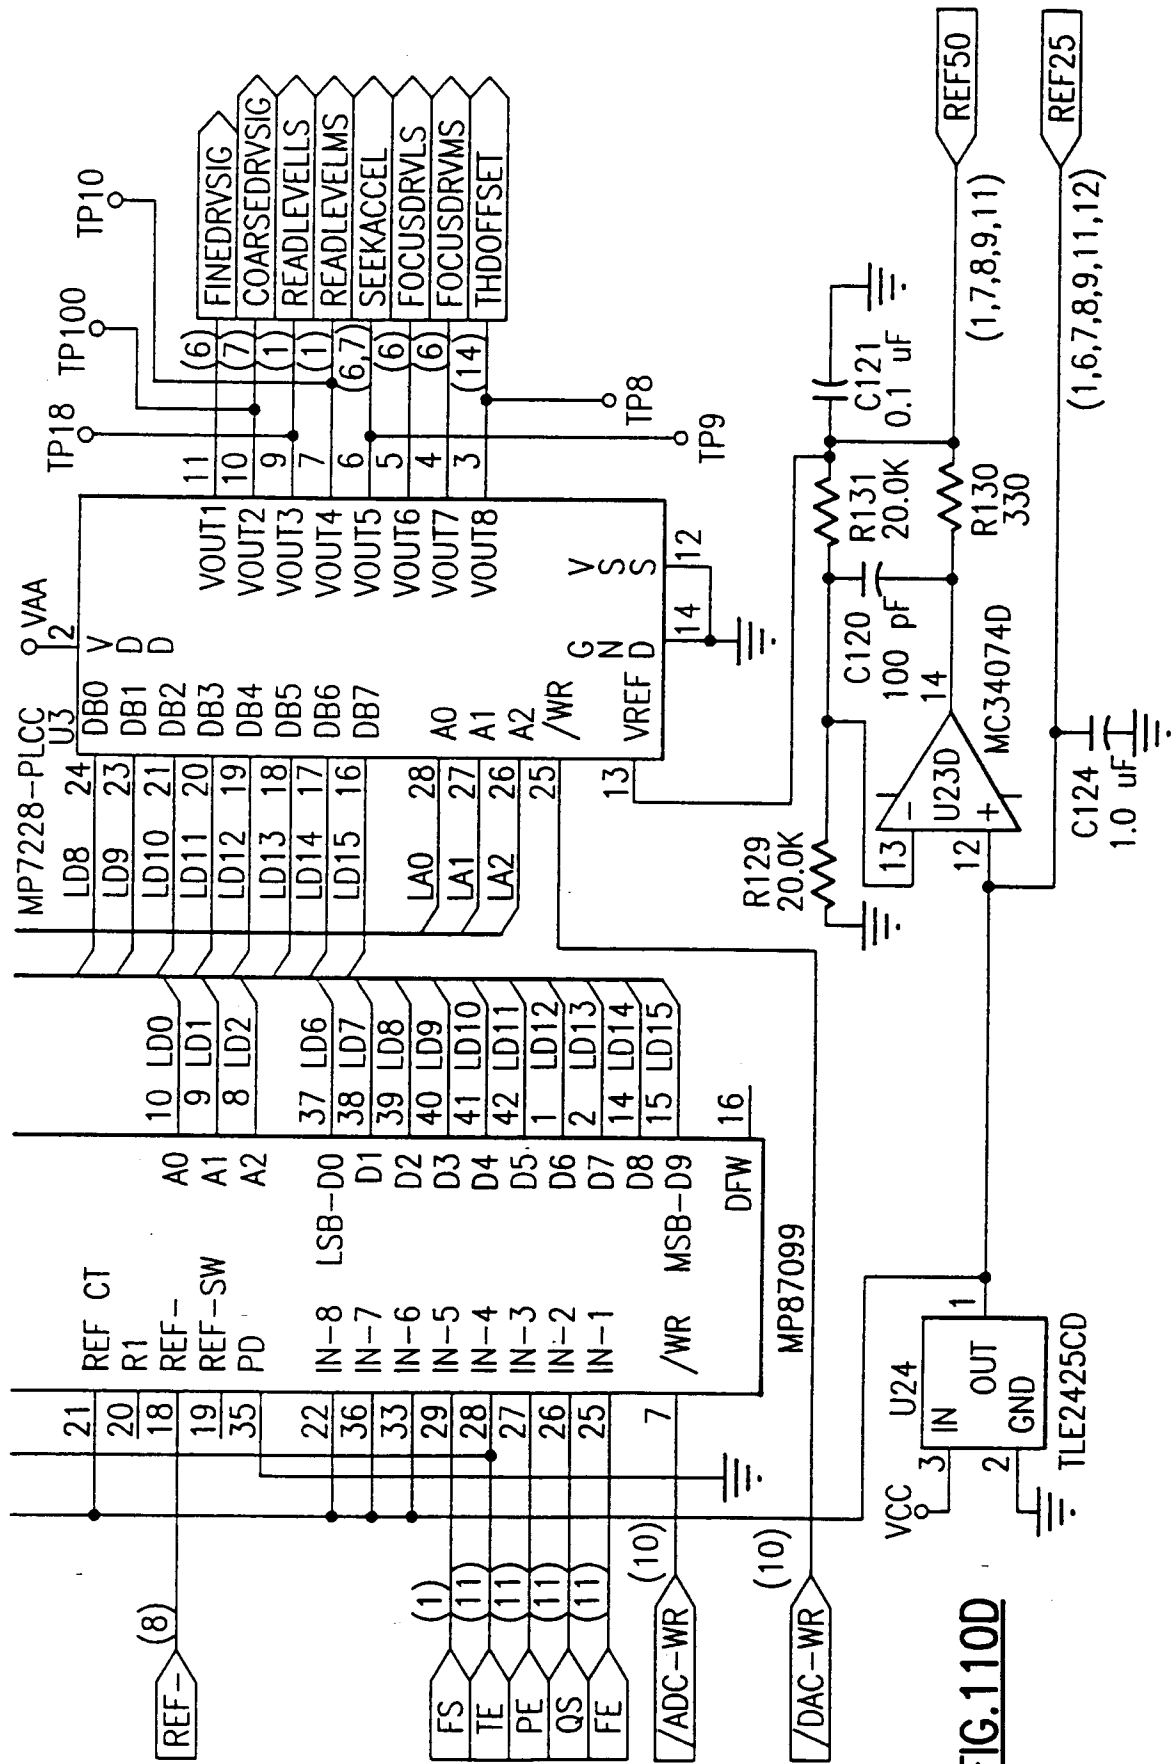 MP7228-PLCC
U3
VAA
2
V
D
D
LD8 24 DB0
LD9 23 DB1
LD10 21 DB2
LD11 20 DB3
LD12 19 DB4
LD13 18 DB5
LD14 17 DB6
LD15 16 DB7
LA0 28 A0
LA1 27 A1
LA2 26 A2
25 /WR
13 VREF
G
N
D
14
V
S
S
12
VOUT1 11 (6) FINEDRVSIG
VOUT2 10 (7) COARSEDRVSIG
VOUT3 9 (1) READLEVELLS
VOUT4 7 (1) READLEVELMS
VOUT5 6 (6,7) SEEKACCEL
VOUT6 5 (6) FOCUSDRVLS
VOUT7 4 (6) FOCUSDRVMS
VOUT8 3 (14) THDOFFSET
TP18
TP100
TP10
TP8
TP9
REF- (8)
21 REF CT
20 R1
18 REF-
19 REF-SW
35 PD
22 IN-8
36 IN-7
33 IN-6
FS (1) 29 IN-5
TE (11) 28 IN-4
PE (11) 27 IN-3
QS (11) 26 IN-2
FE (11) 25 IN-1
/ADC-WR (10) 7 /WR
/DAC-WR (10)
A0 10 LD0
A1 9 LD1
A2 8 LD2
LSB-D0 37 LD6
D1 38 LD7
D2 39 LD8
D3 40 LD9
D4 41 LD10
D5 42 LD11
D6 1 LD12
D7 2 LD13
D8 14 LD14
MSB-D9 15 LD15
DFW 16
MP87099
R129
20.0K
R131
20.0K
C121
0.1 uF
C120
100 pF
R130
330
13 -
12 +
U23D
14
MC34074D
REF50
(1,7,8,9,11)
REF25
(1,6,7,8,9,11,12)
C124
1.0 uF
U24
VCC
3 IN
OUT 1
2 GND
TLE2425CD
FIG.110D